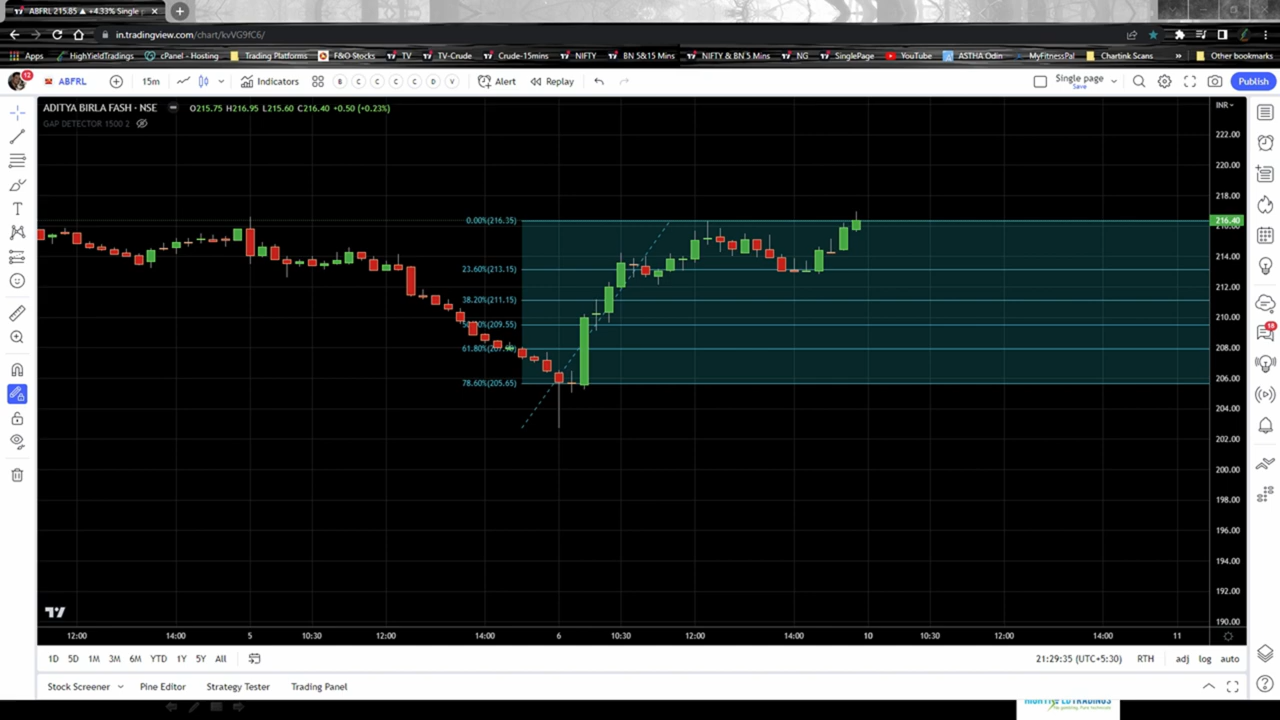 ABFRL 215.85 ▲ +4.33% Single
in.tradingview.com/chart/kvVG9fC6/
Apps HighYieldTradings cPanel - Hosting Trading Platforms F&O Stocks TV TV-Crude Crude-15mins NIFTY BN 5&15 Mins NIFTY & BN 5 Mins NG SinglePage YouTube ASTHA Odin MyFitnessPal Chartink Scans » Other bookmarks
12 ABFRL 15m Indicators B C C C C D V Alert Replay Single page Save Publish
ADITYA BIRLA FASH · NSE O215.75 H216.95 L215.60 C216.40 +0.50 (+0.23%) INR
GAP DETECTOR 1500 2
222.00
220.00
218.00
0.00%(216.35) 216.40
216.00
214.00
23.60%(213.15)
212.00
38.20%(211.15)
210.00
209.55)
208.00
61.80%
206.00
78.60%(205.65)
204.00
202.00
200.00
198.00
196.00
194.00
192.00
190.00
18
12:00 14:00 5 10:30 12:00 14:00 6 10:30 12:00 14:00 10 10:30 12:00 14:00 11
1D 5D 1M 3M 6M YTD 1Y 5Y All 21:29:35 (UTC+5:30) RTH adj log auto
Stock Screener Pine Editor Strategy Tester Trading Panel